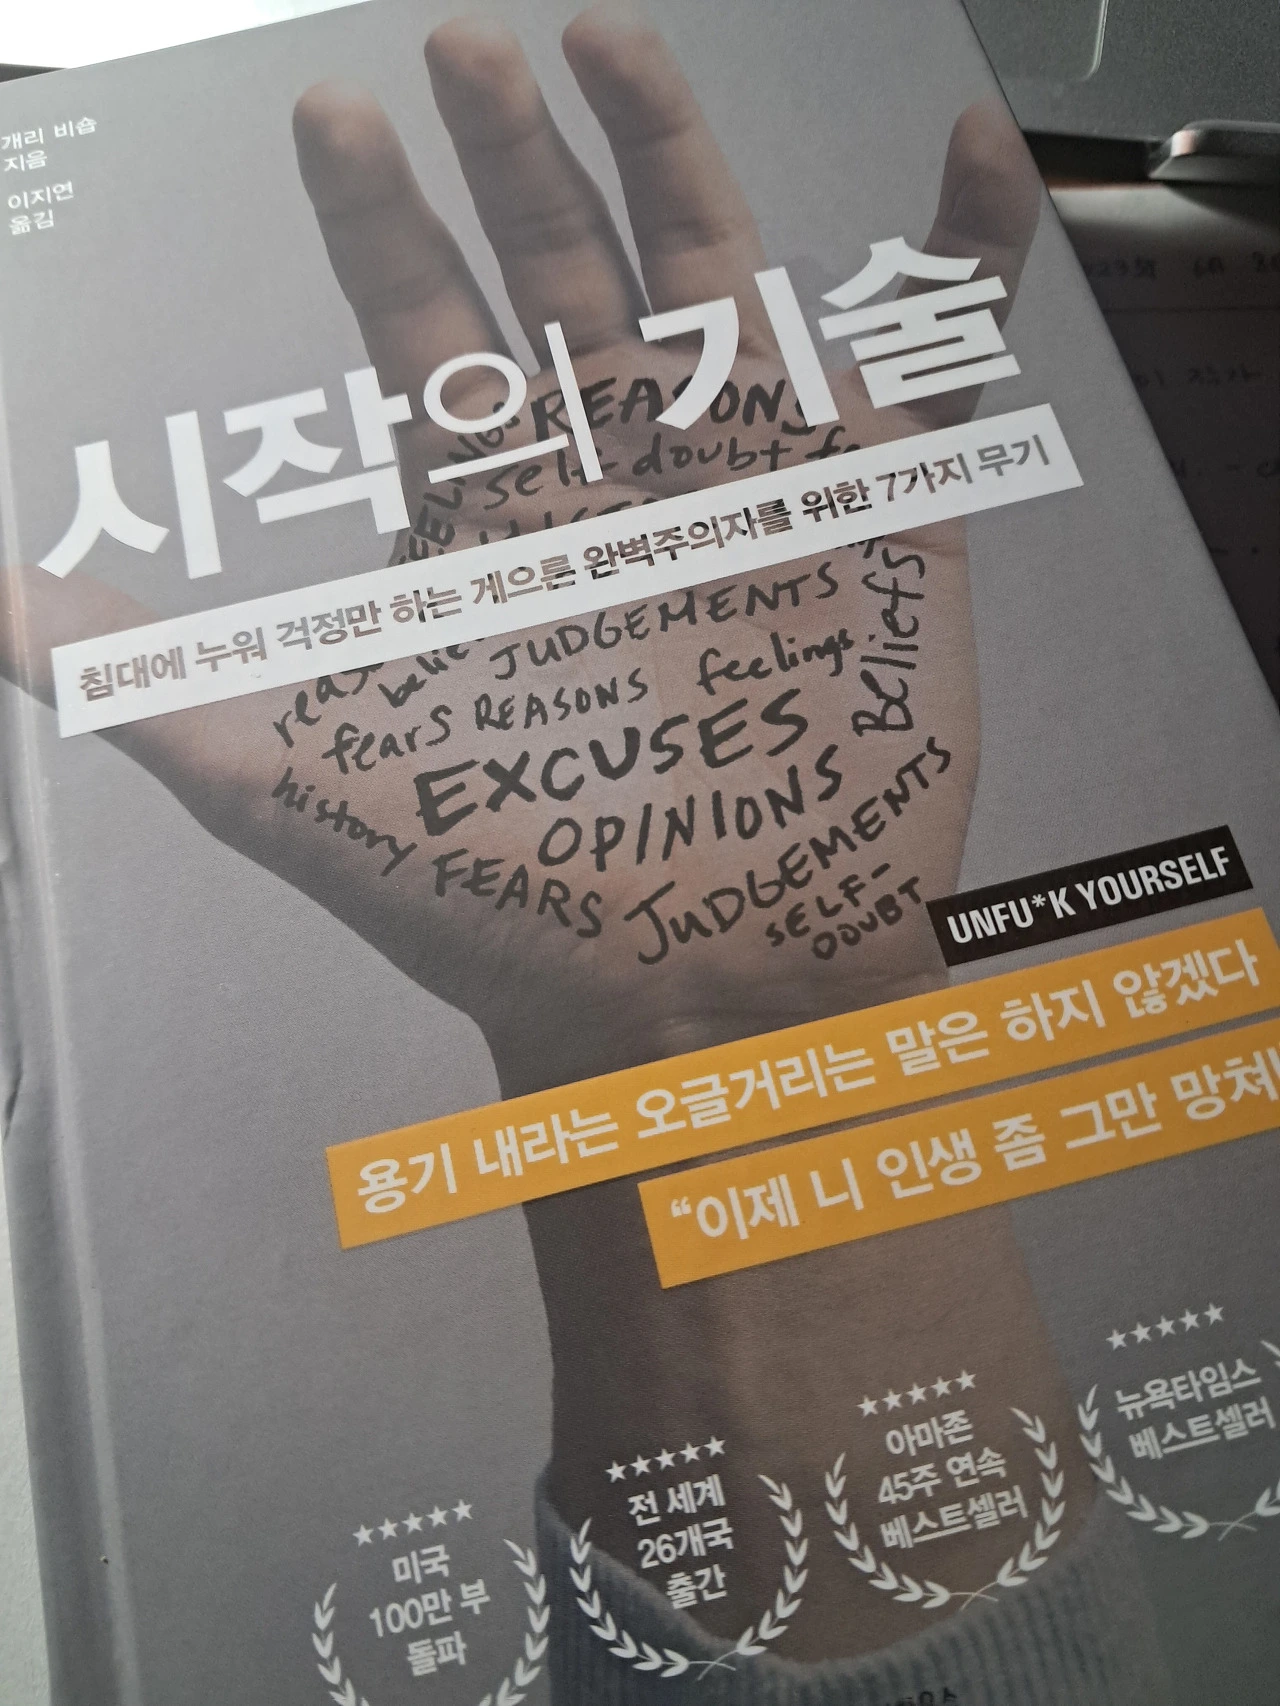 개리 비숍
지음
이지연
옮김
시작의 기술
FEELINGS REASONS
self-doubt
침대에 누워 걱정만 하는 게으른 완벽주의자를 위한 7가지 무기
JUDGEMENTS
Beliefs
fears REASONS feelings
EXCUSES
history
OPINIONS
FEARS
JUDGEMENTS
SELF-
DOUBT
UNFU*K YOURSELF
용기 내라는 오글거리는 말은 하지 않겠다
“이제 니 인생 좀 그만 망쳐
★★★★★
뉴욕타임스
베스트셀러
★★★★★
아마존
45주 연속
베스트셀러
★★★★★
전 세계
26개국
출간
★★★★★
미국
100만 부
돌파